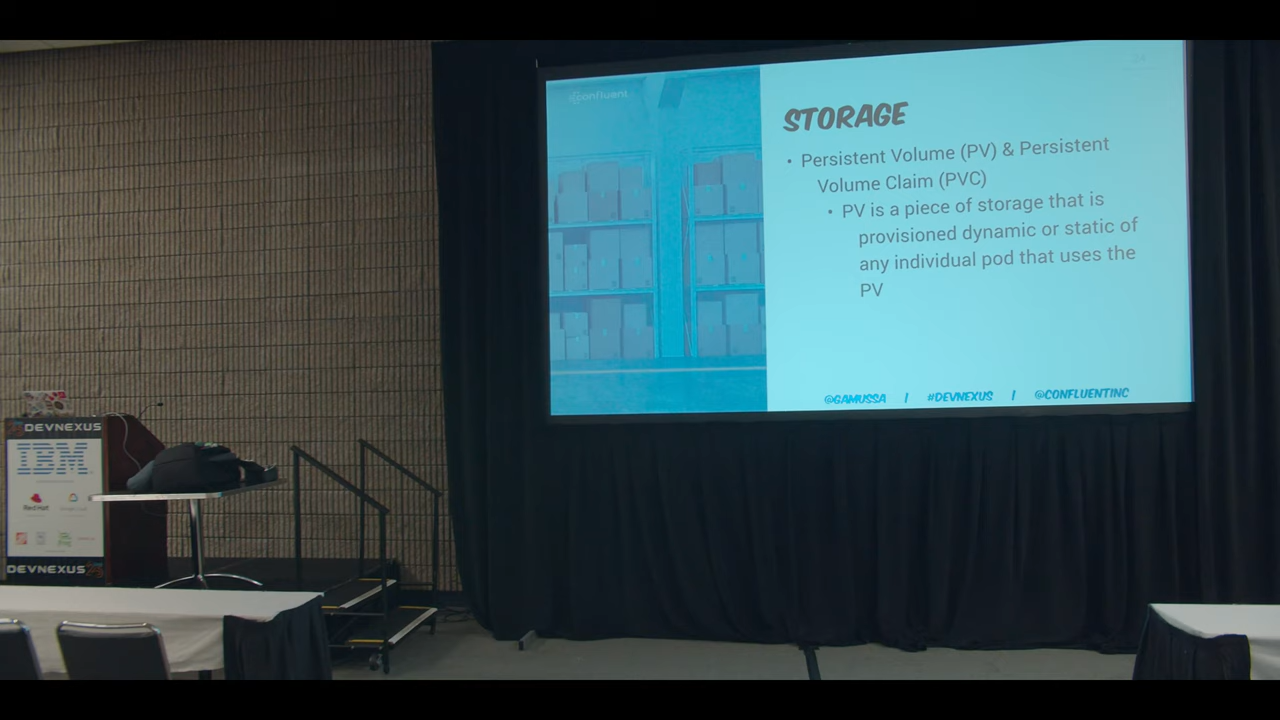 confluent
STORAGE
• Persistent Volume (PV) & Persistent
Volume Claim (PVC)
• PV is a piece of storage that is
provisioned dynamic or static of
any individual pod that uses the
PV
@GAMUSSA / #DEVNEXUS / @CONFLUENTINC
DEVNEXUS
IBM
Red Hat
DEVNEXUS